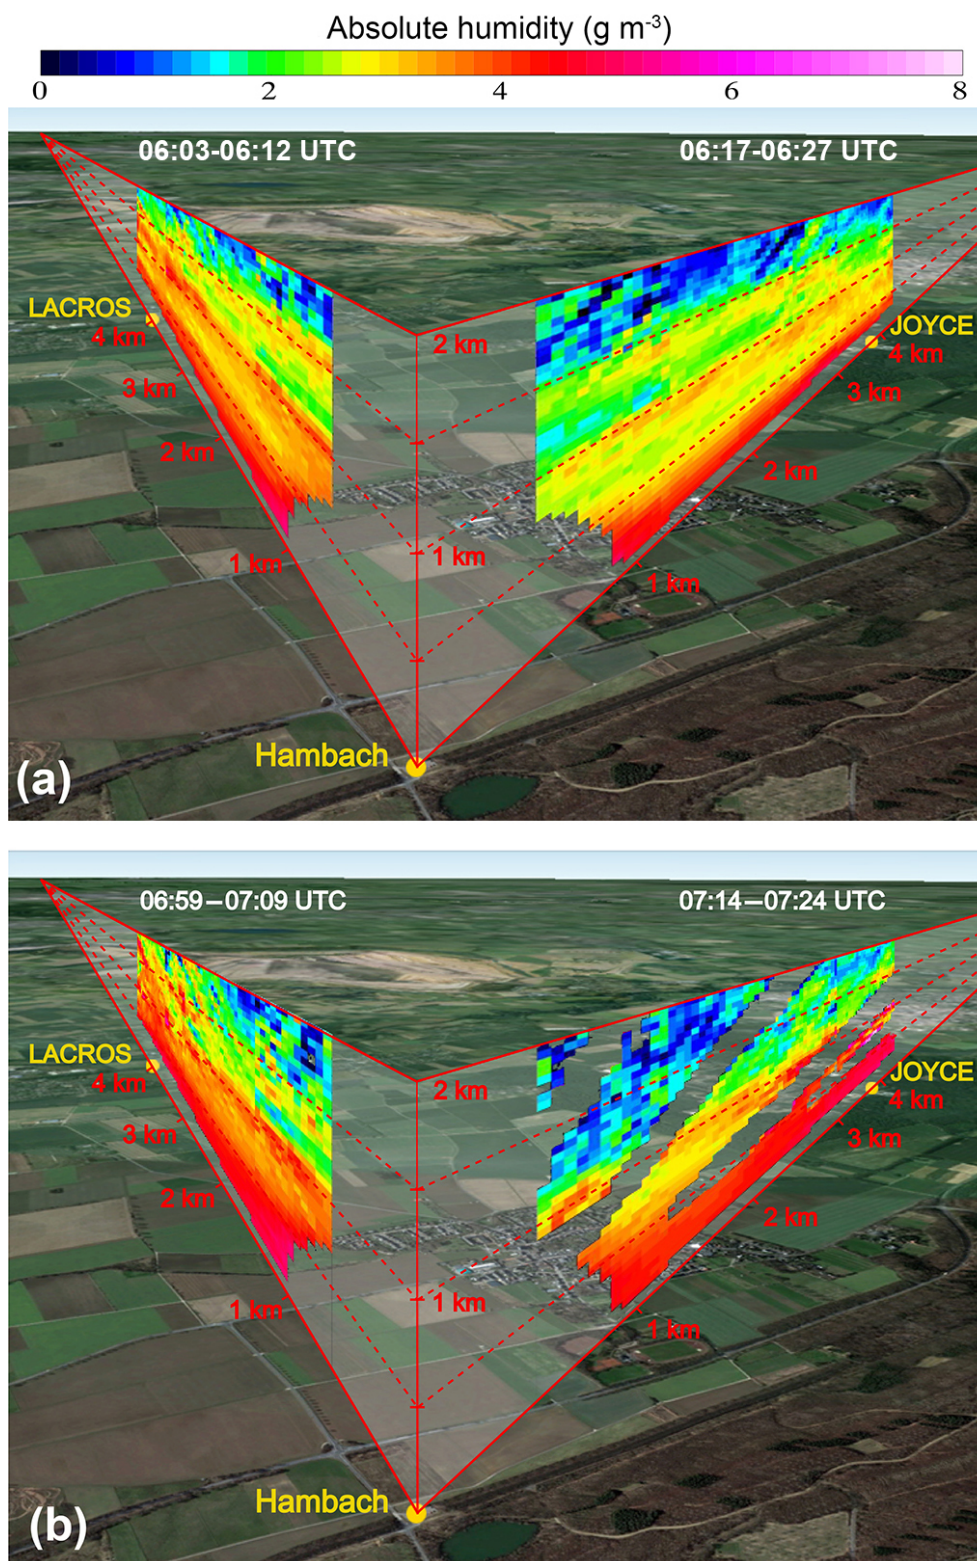 Absolute humidity (g m-3)
0 2 4 6 8
06:03-06:12 UTC 06:17-06:27 UTC
LACROS
4 km
2 km
JOYCE
4 km
3 km
3 km
2 km
2 km
1 km
1 km
1 km
Hambach
(a)
06:59–07:09 UTC 07:14–07:24 UTC
LACROS
4 km
2 km
JOYCE
4 km
3 km
3 km
2 km
2 km
1 km
1 km
1 km
Hambach
(b)